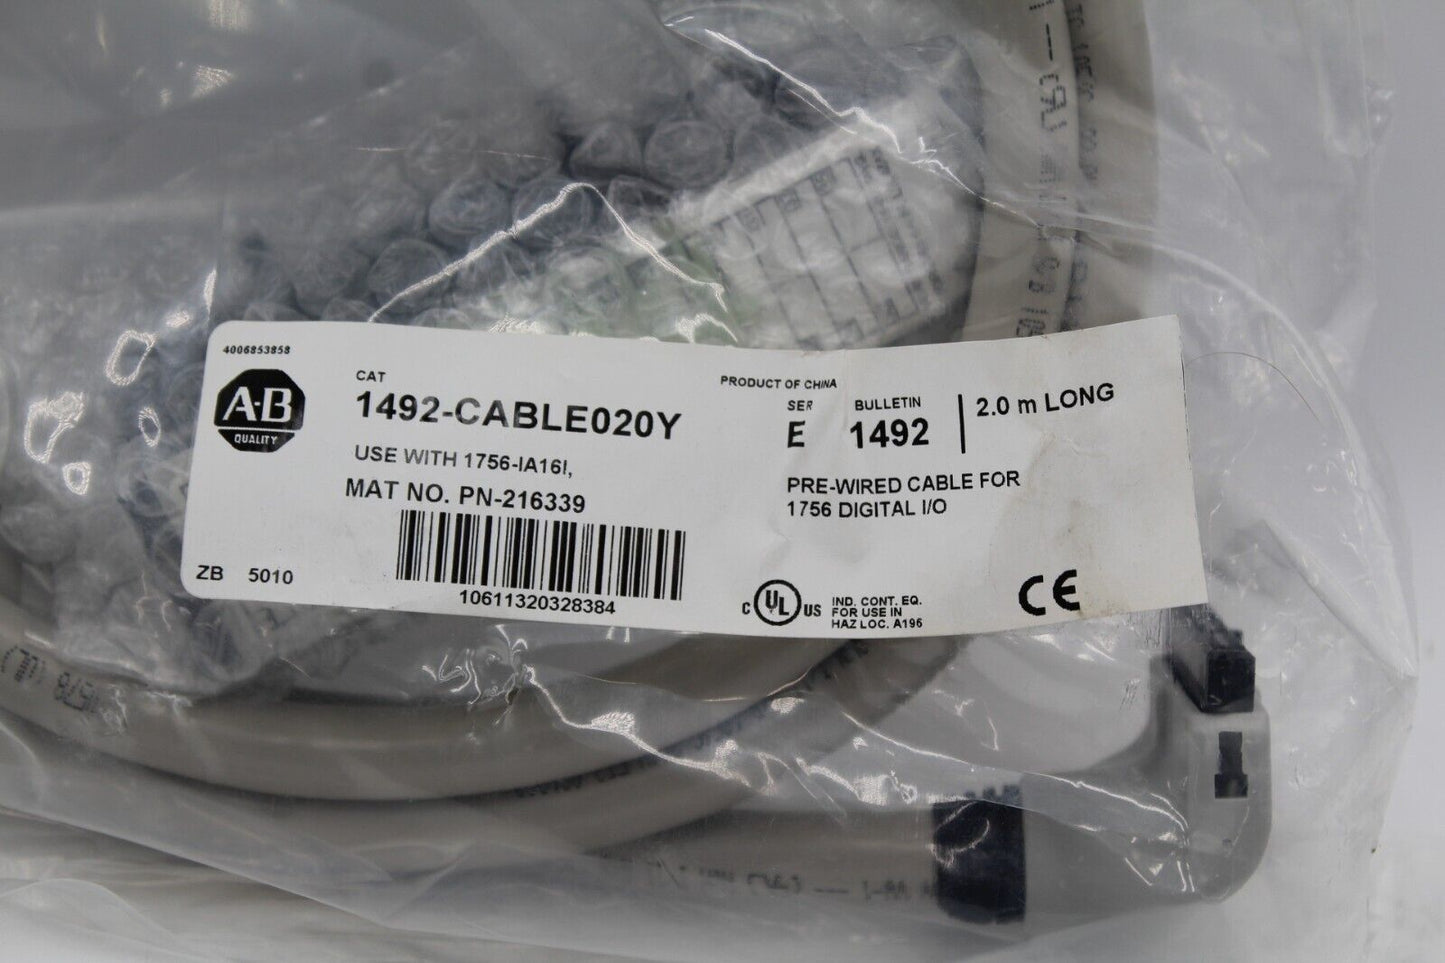 4006853858
A-B
QUALITY
CAT
1492-CABLE020Y
USE WITH 1756-IA16I,
MAT NO. PN-216339
10611320328384
ZB 5010
PRODUCT OF CHINA
SER
E
BULLETIN
1492
2.0 m LONG
PRE-WIRED CABLE FOR
1756 DIGITAL I/O
C UL US
IND. CONT. EQ.
FOR USE IN
HAZ LOC. A196
CE